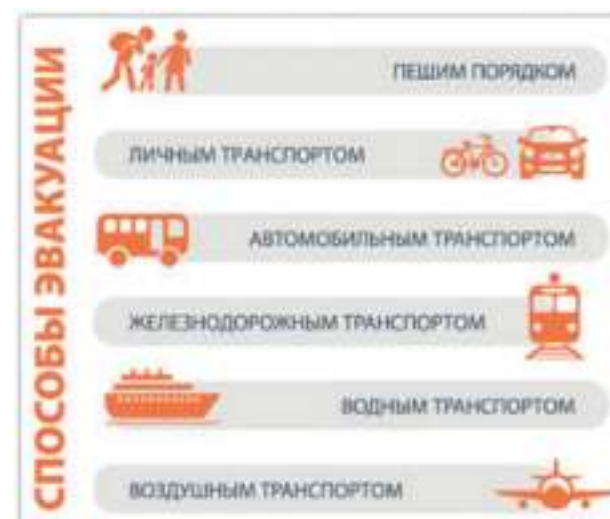 СПОСОБЫ ЭВАКУАЦИИ
ПЕШИМ ПОРЯДКОМ
ЛИЧНЫМ ТРАНСПОРТОМ
АВТОМОБИЛЬНЫМ ТРАНСПОРТОМ
ЖЕЛЕЗНОДОРОЖНЫМ ТРАНСПОРТОМ
ВОДНЫМ ТРАНСПОРТОМ
ВОЗДУШНЫМ ТРАНСПОРТОМ